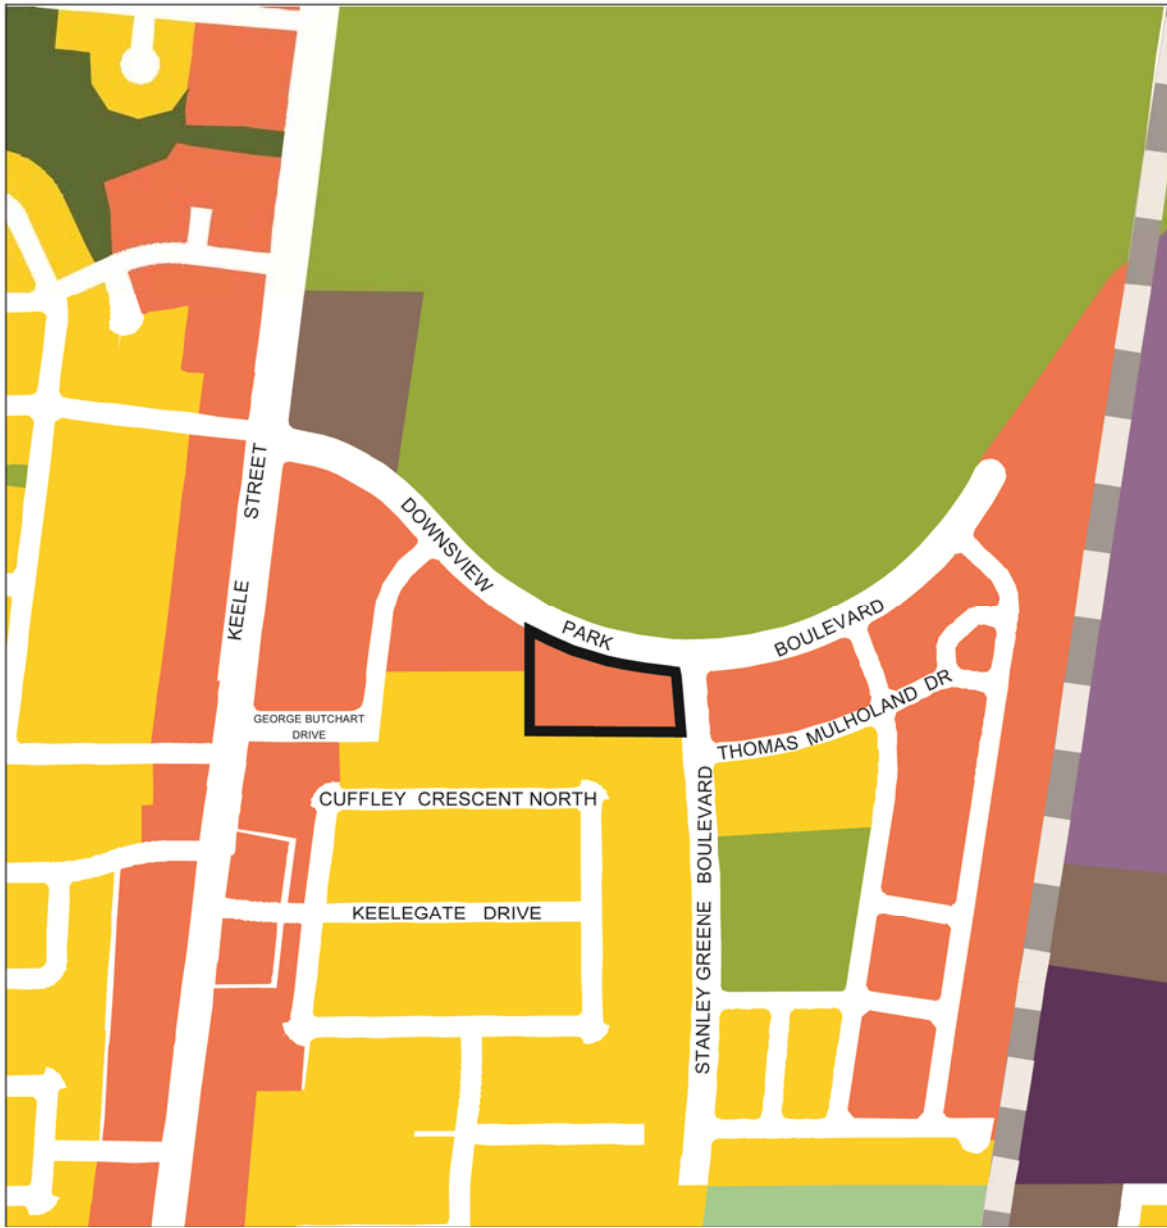 STREET
KEELE
DOWNSVIEW
PARK
BOULEVARD
GEORGE BUTCHART
DRIVE
THOMAS MULHOLAND DR
CUFFLEY CRESCENT NORTH
KEELEGATE DRIVE
STANLEY GREENE BOULEVARD